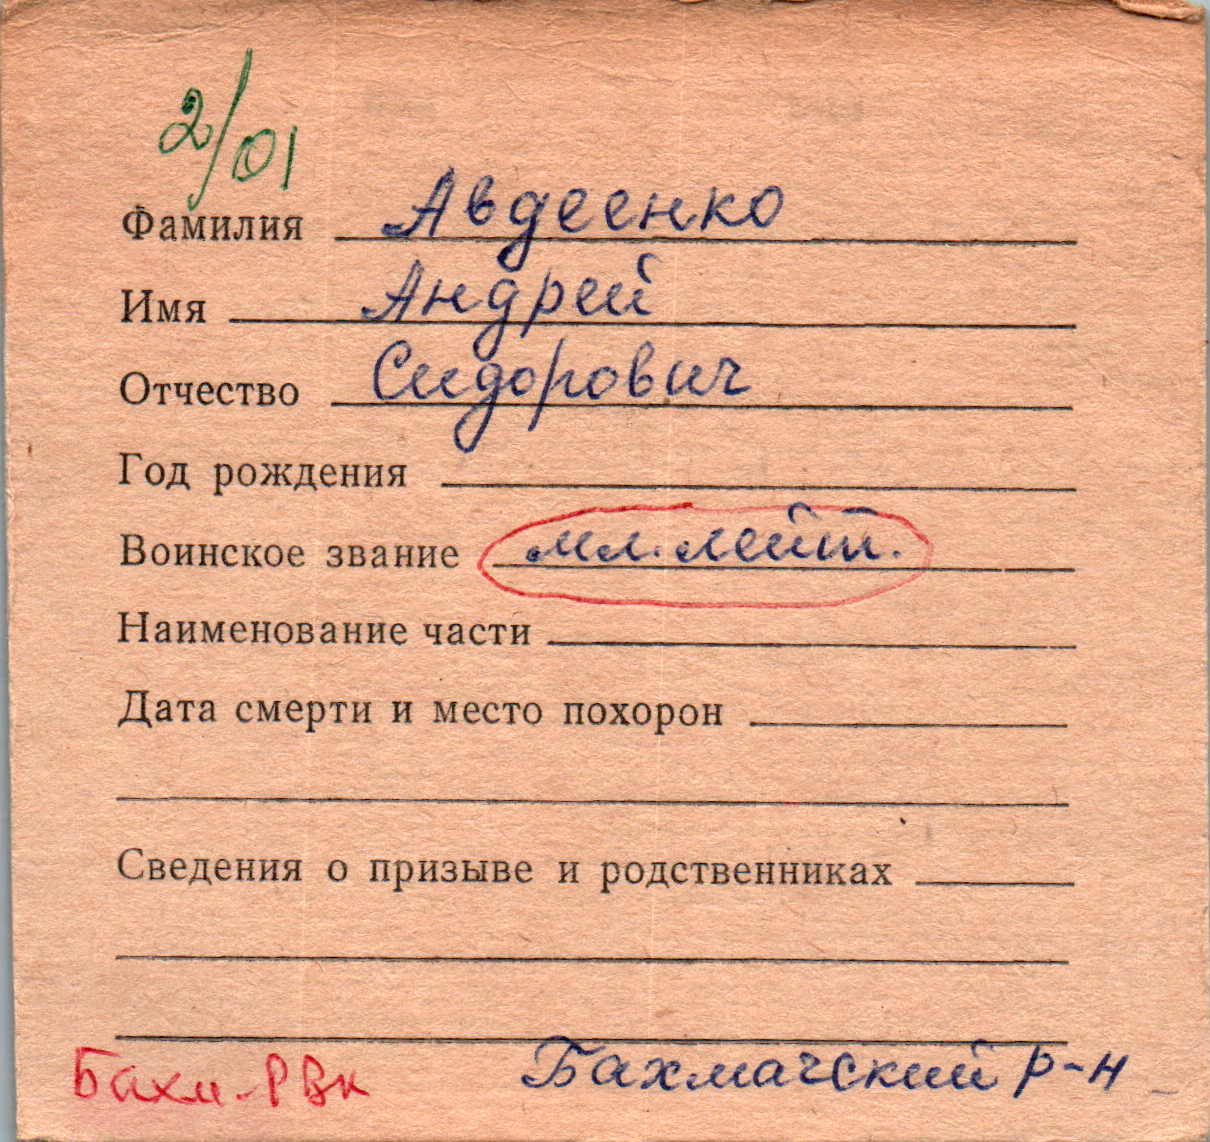 2/01
Фамилия Авдеенко
Имя Андрей
Отчество Сидорович
Год рождения
Воинское звание мл. лейт.
Наименование части
Дата смерти и место похорон
Сведения о призыве и родственниках
Бахм. РВк Бахмачский р-н